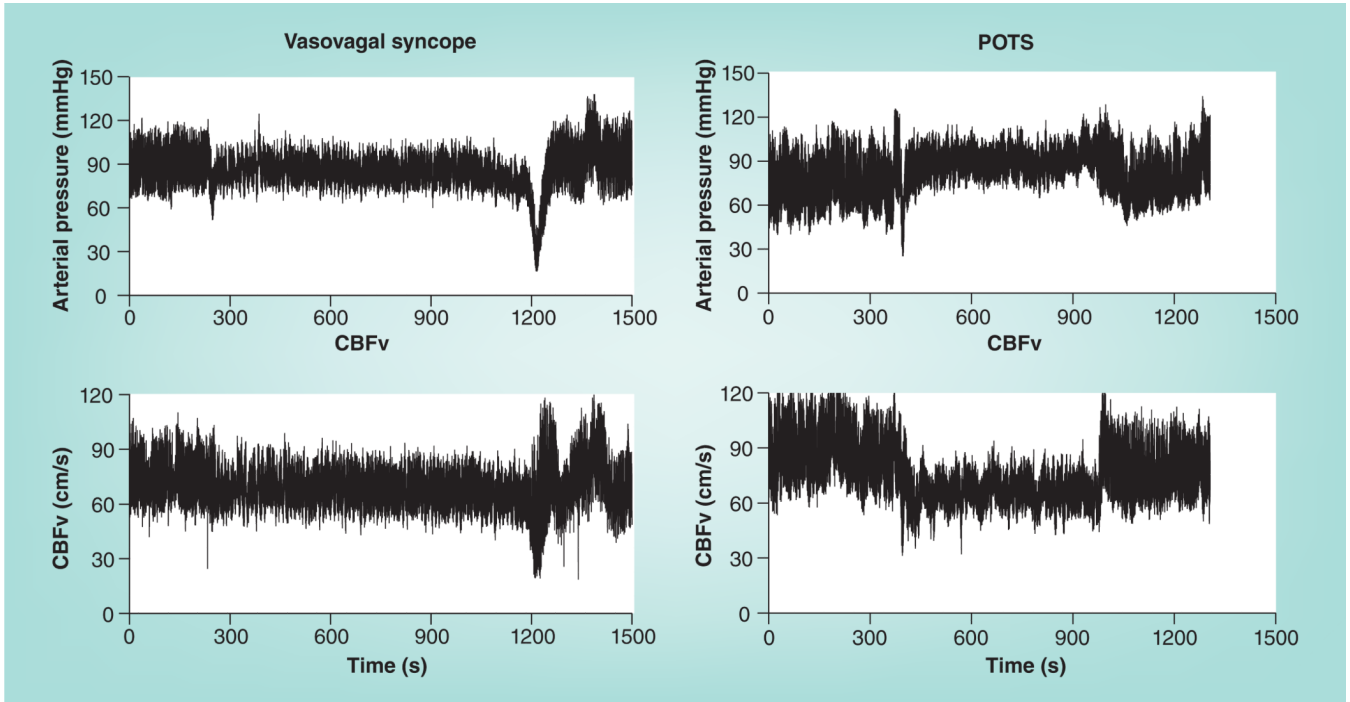 Vasovagal syncope
Arterial pressure (mmHg)
150
120
90
60
30
0
0 300 600 900 1200 1500
CBFv
POTS
Arterial pressure (mmHg)
150
120
90
60
30
0
0 300 600 900 1200 1500
CBFv
CBFv (cm/s)
120
90
60
30
0
0 300 600 900 1200 1500
Time (s)
CBFv (cm/s)
120
90
60
30
0
0 300 600 900 1200 1500
Time (s)